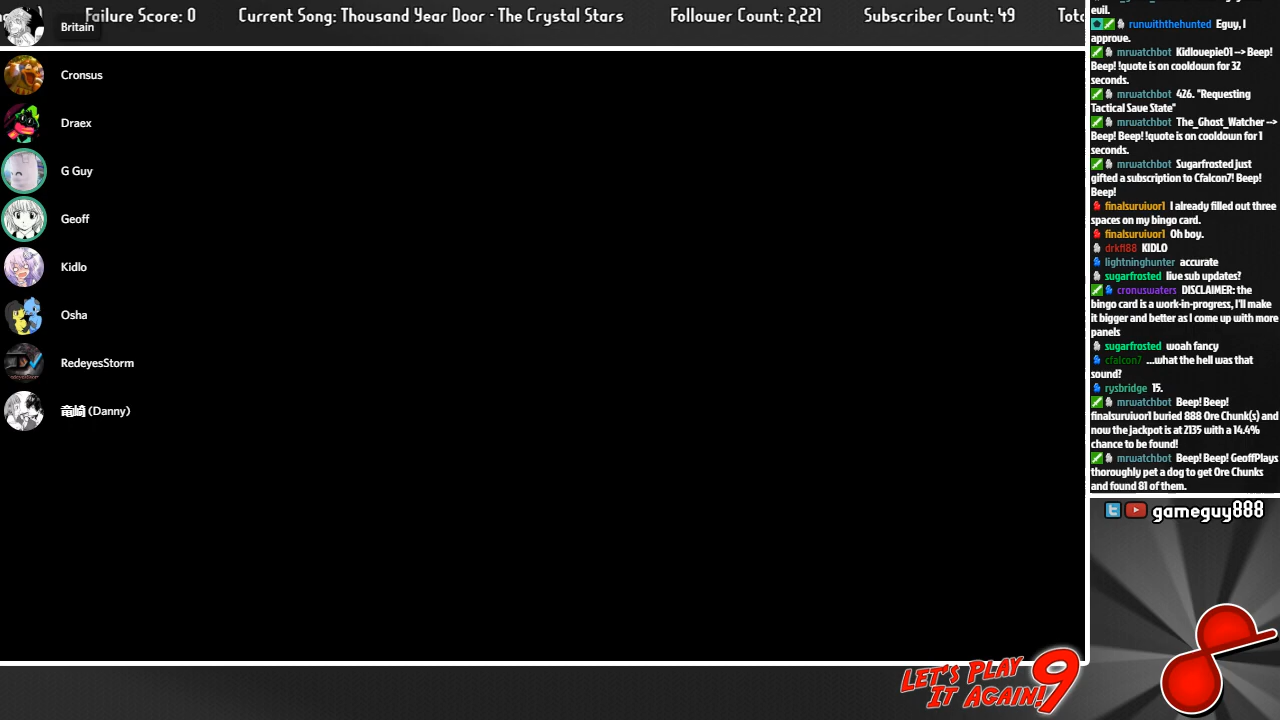 Failure Score: 0 Current Song: Thousand Year Door - The Crystal Stars Follower Count: 2,221 Subscriber Count: 49
Britain
Cronsus
Draex
G Guy
Geoff
Kidlo
Osha
RedeyesStorm
竜崎 (Danny)
evil.
runwiththehunted Eguy, I
approve.
mrwatchbot Kidlovepie01 --> Beep!
Beep! !quote is on cooldown for 32
seconds.
mrwatchbot 426. "Requesting
Tactical Save State"
mrwatchbot The_Ghost_Watcher -->
Beep! Beep! !quote is on cooldown for 1
seconds.
mrwatchbot Sugarfrosted just
gifted a subscription to Cfalcon7! Beep!
Beep!
finalsurvivor1 I already filled out three
spaces on my bingo card.
finalsurvivor1 Oh boy.
drkf188 KIDLO
lightninghunter accurate
sugarfrosted live sub updates?
cronuswaters DISCLAIMER: the
bingo card is a work-in-progress, I'll make
it bigger and better as I come up with more
panels
sugarfrosted woah fancy
cfalcon7 ...what the hell was that
sound?
rysbridge 15.
mrwatchbot Beep! Beep!
finalsurvivor1 buried 888 Ore Chunk(s) and
now the jackpot is at 2135 with a 14.4%
chance to be found!
mrwatchbot Beep! Beep! GeoffPlays
thoroughly pet a dog to get Ore Chunks
and found 81 of them.
gameguy888
LET'S PLAY
IT AGAIN! 9